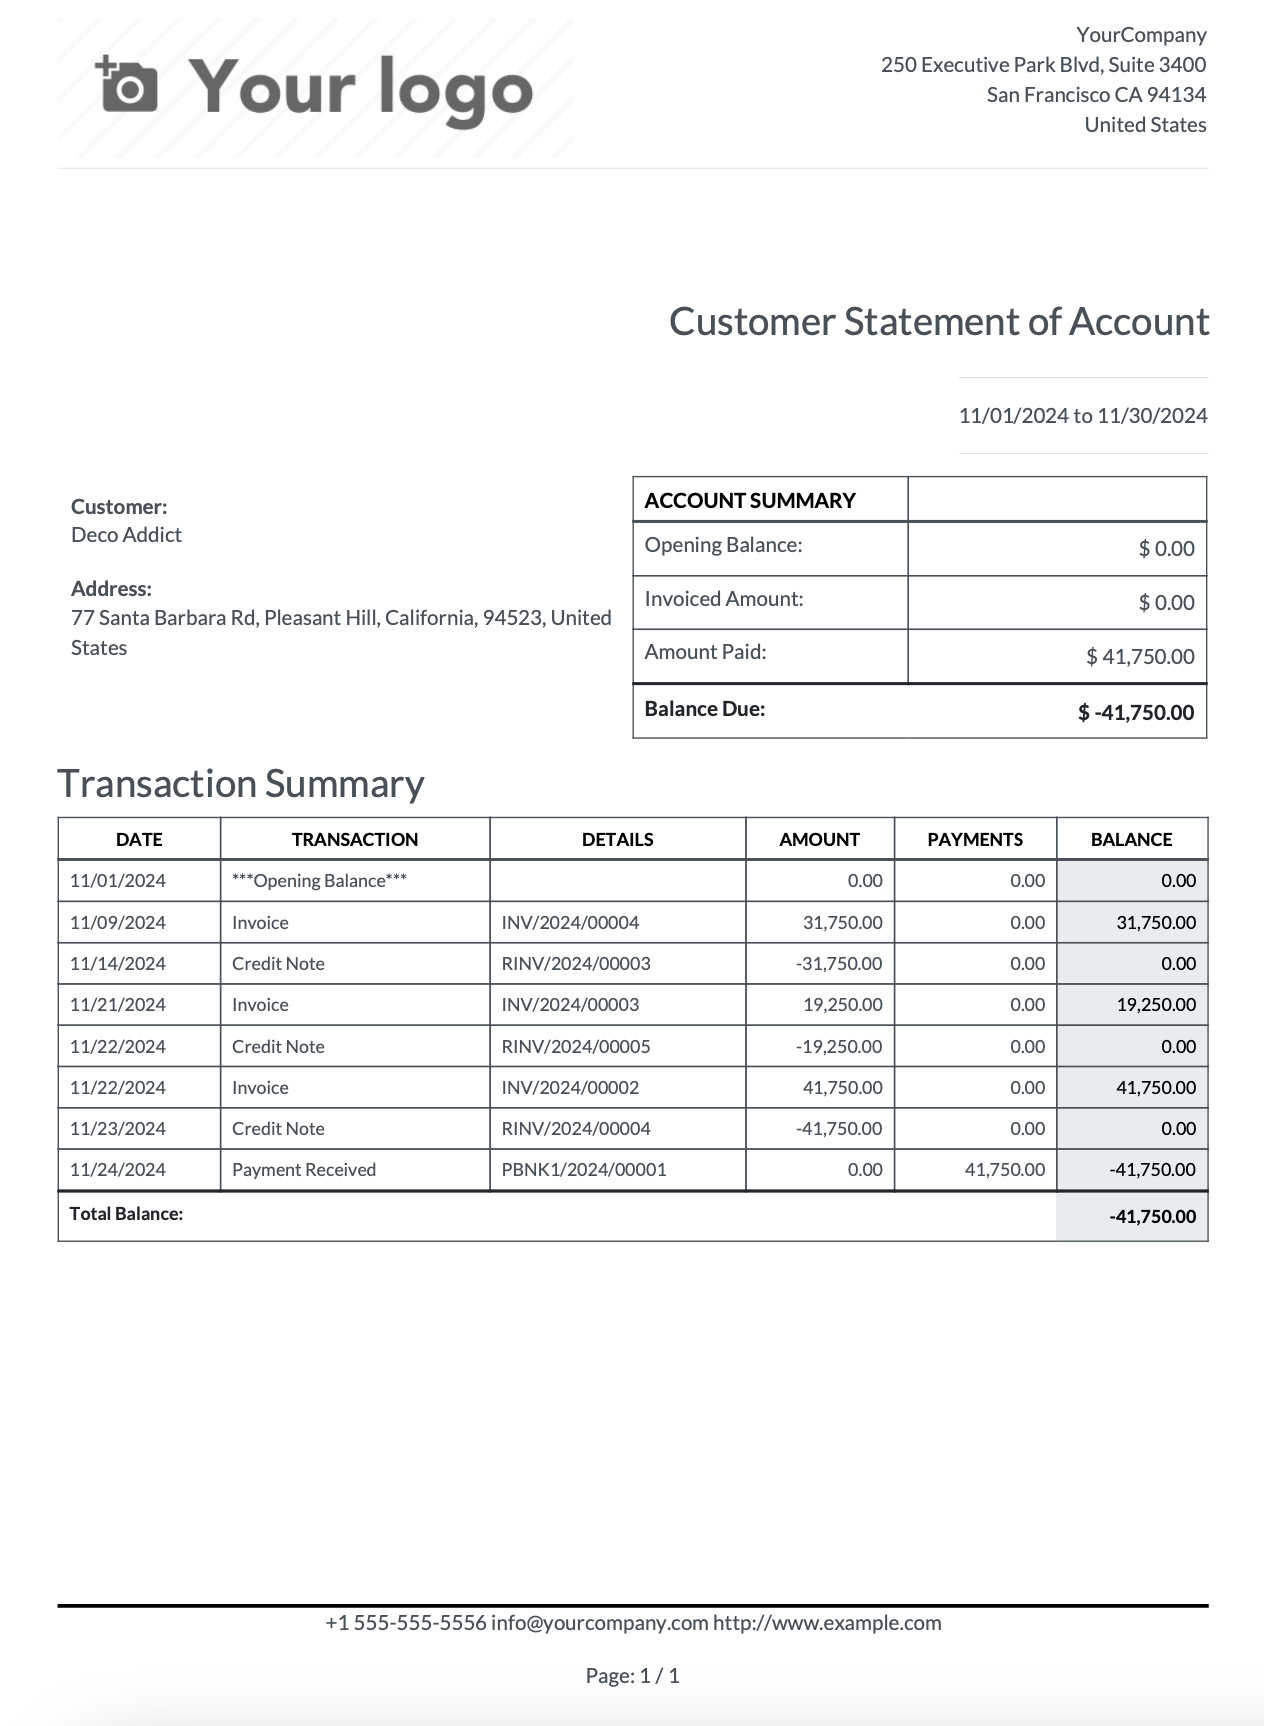 Your logo
YourCompany
250 Executive Park Blvd, Suite 3400
San Francisco CA 94134
United States
Customer Statement of Account
11/01/2024 to 11/30/2024
Customer:
Deco Addict
Address:
77 Santa Barbara Rd, Pleasant Hill, California, 94523, United
States
ACCOUNT SUMMARY
Opening Balance: $ 0.00
Invoiced Amount: $ 0.00
Amount Paid: $ 41,750.00
Balance Due: $ -41,750.00
Transaction Summary
DATE TRANSACTION DETAILS AMOUNT PAYMENTS BALANCE
11/01/2024 ***Opening Balance*** 0.00 0.00 0.00
11/09/2024 Invoice INV/2024/00004 31,750.00 0.00 31,750.00
11/14/2024 Credit Note RINV/2024/00003 -31,750.00 0.00 0.00
11/21/2024 Invoice INV/2024/00003 19,250.00 0.00 19,250.00
11/22/2024 Credit Note RINV/2024/00005 -19,250.00 0.00 0.00
11/22/2024 Invoice INV/2024/00002 41,750.00 0.00 41,750.00
11/23/2024 Credit Note RINV/2024/00004 -41,750.00 0.00 0.00
11/24/2024 Payment Received PBNK1/2024/00001 0.00 41,750.00 -41,750.00
Total Balance: -41,750.00
+1 555-555-5556 info@yourcompany.com http://www.example.com
Page: 1 / 1